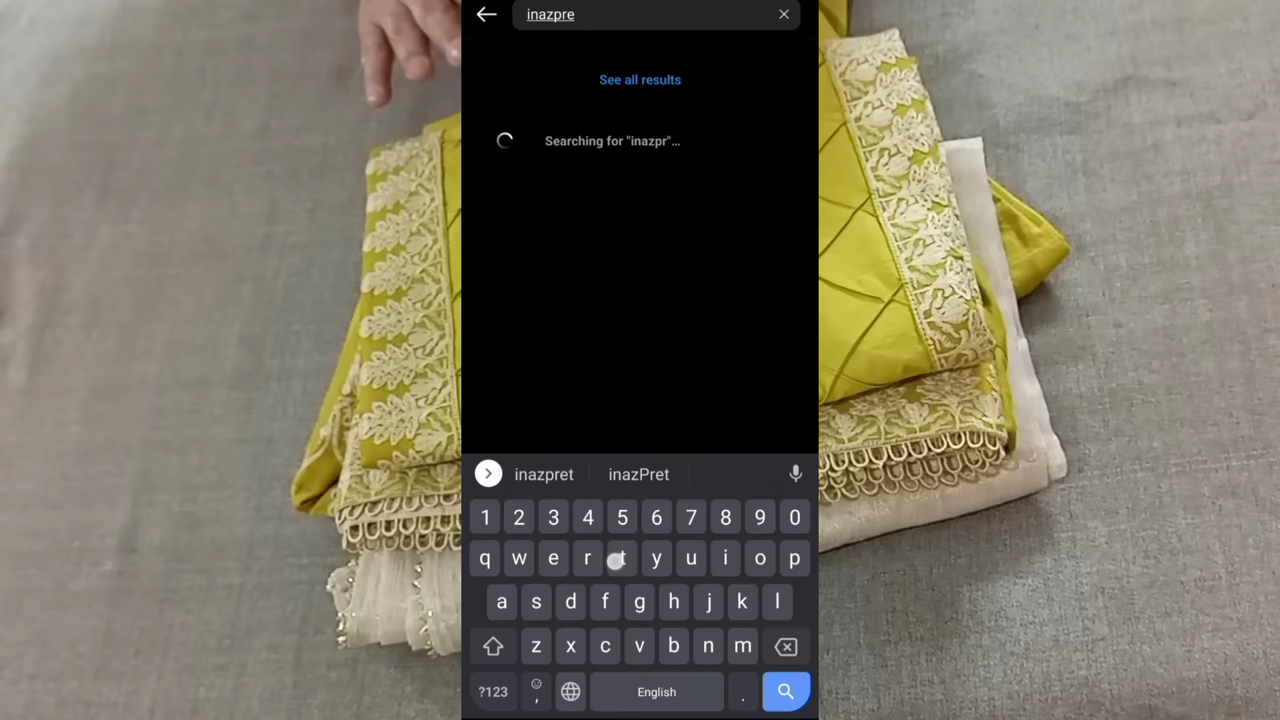 inazpre
See all results
Searching for "inazpr"…
inazpret inazPret
1 2 3 4 5 6 7 8 9 0
q w e r t y u i o p
a s d f g h j k l
z x c v b n m
?123 , English .